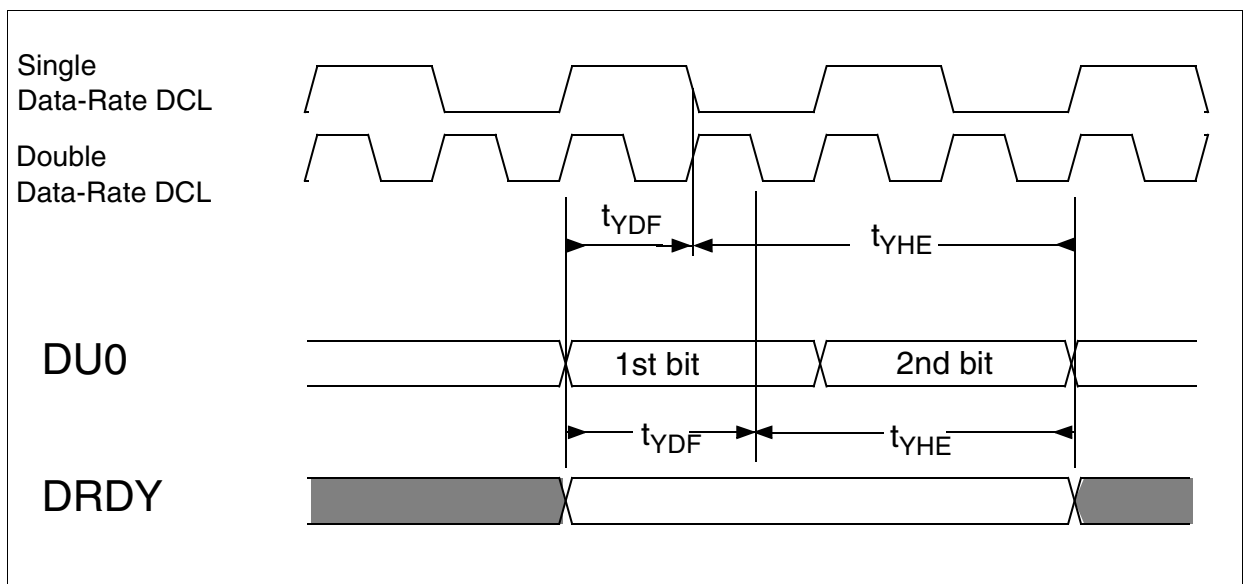 Single
Data-Rate DCL
Double
Data-Rate DCL
tYDF
tYHE
DU0
1st bit
2nd bit
tYDF
tYHE
DRDY